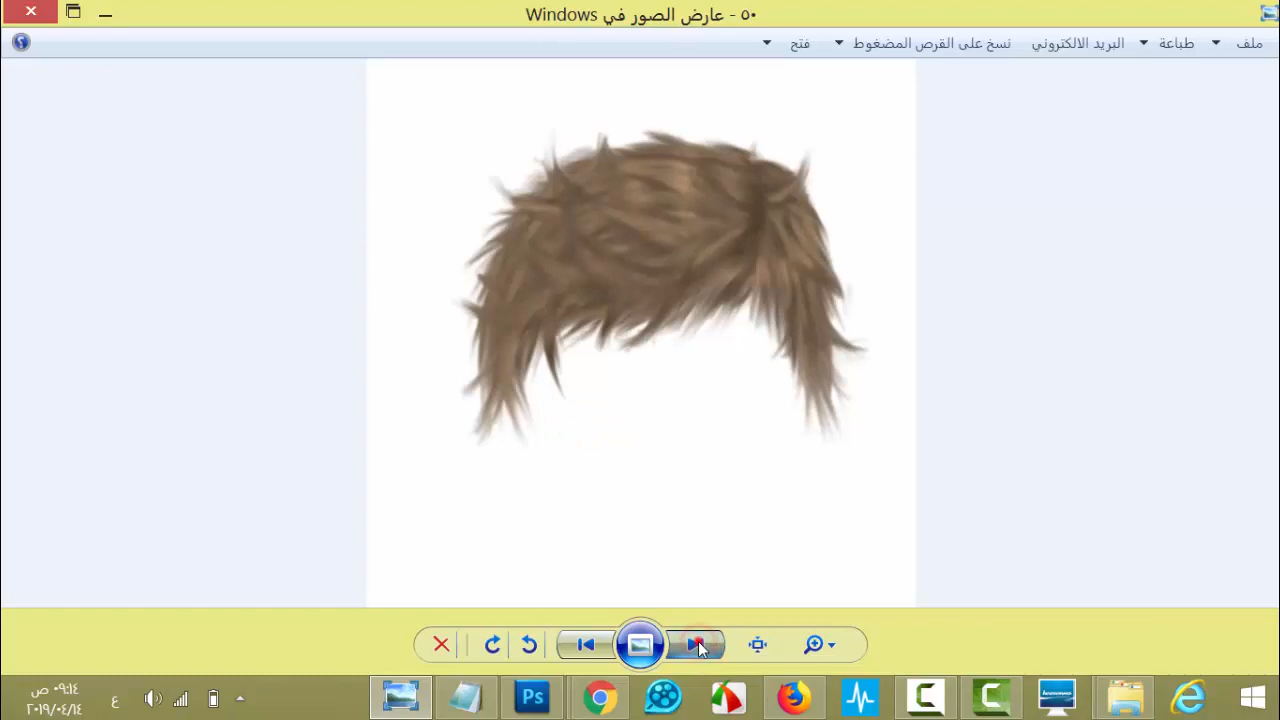 ٥٠ - عارض الصور في Windows
ملف طباعة البريد الالكتروني نسخ على القرص المضغوط فتح
Ps
ع
٠٩:١٤ ص
٢٠١٩/٠٤/١٤